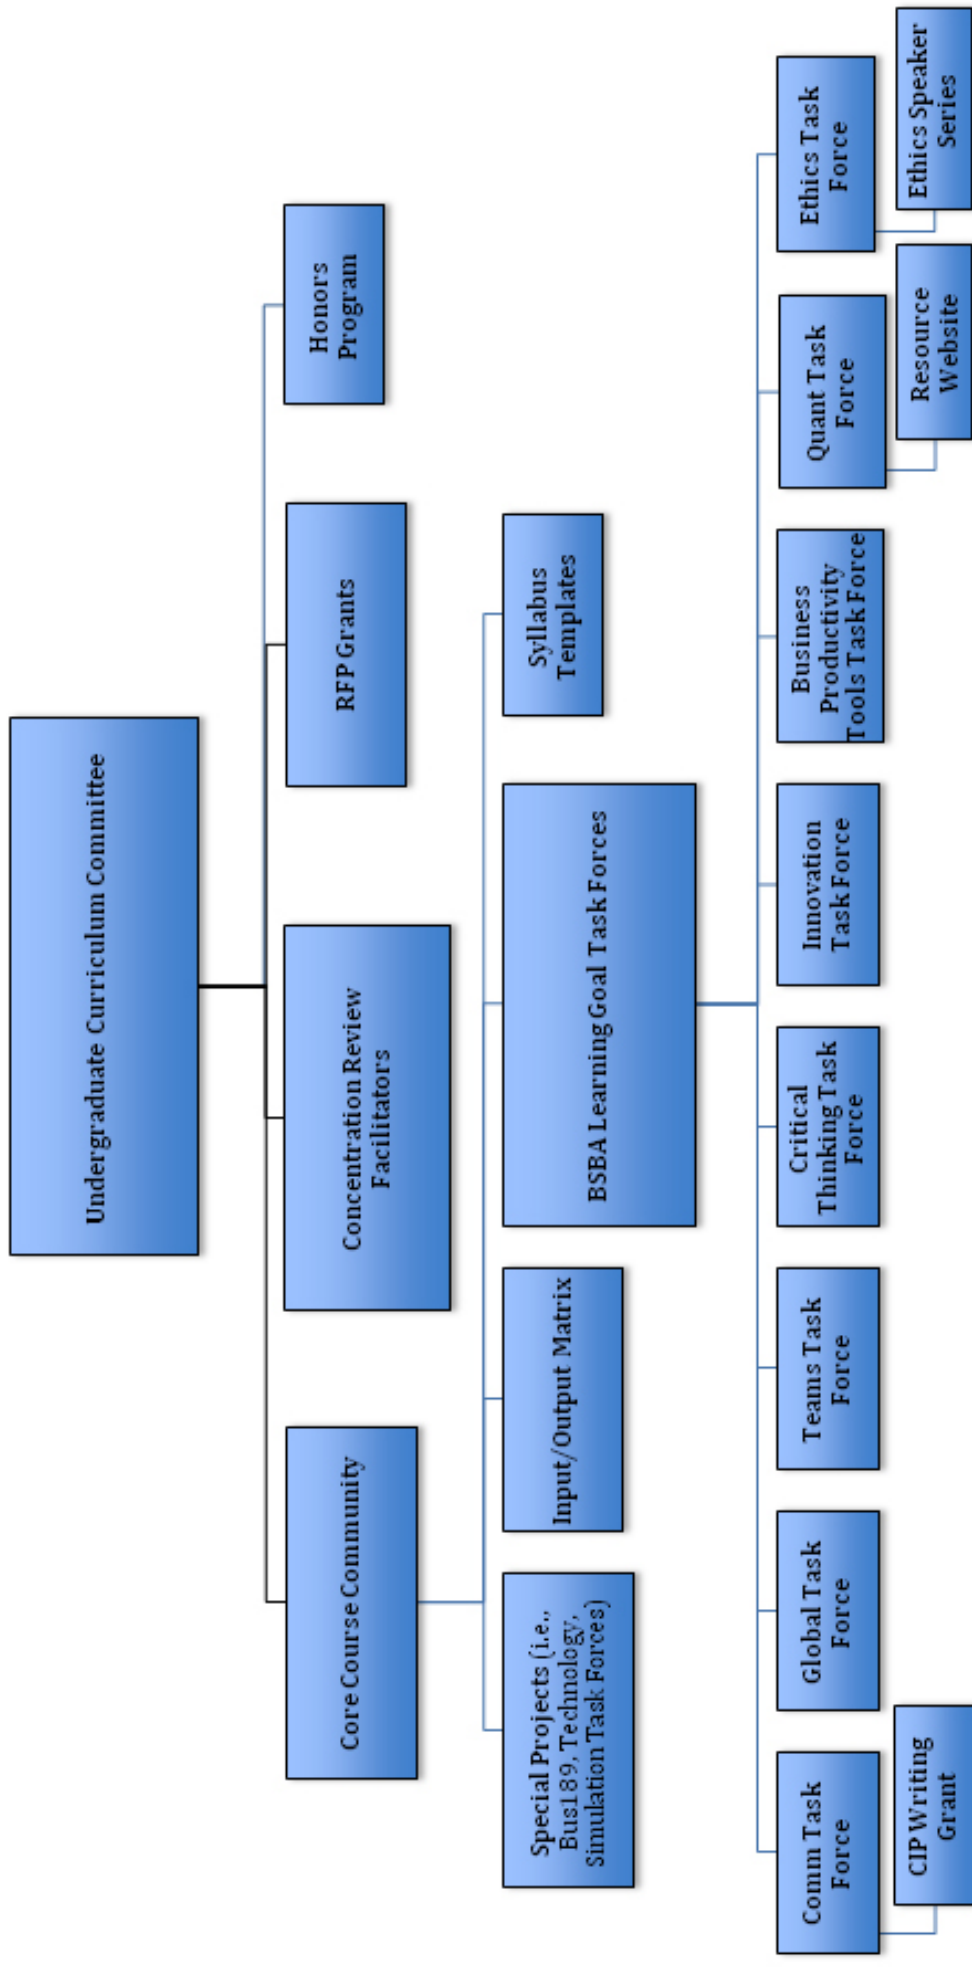 Undergraduate Curriculum Committee
Core Course Community
Concentration Review
Facilitators
RFP Grants
Honors
Program
Special Projects (i.e.,
Bus189, Technology,
Simulation Task Forces)
Input/Output Matrix
BSBA Learning Goal Task Forces
Syllabus
Templates
Comm Task
Force
Global Task
Force
Teams Task
Force
Critical
Thinking Task
Force
Innovation
Task Force
Business
Productivity
Tools Task Force
Quant Task
Force
Ethics Task
Force
CIP Writing
Grant
Resource
Website
Ethics Speaker
Series